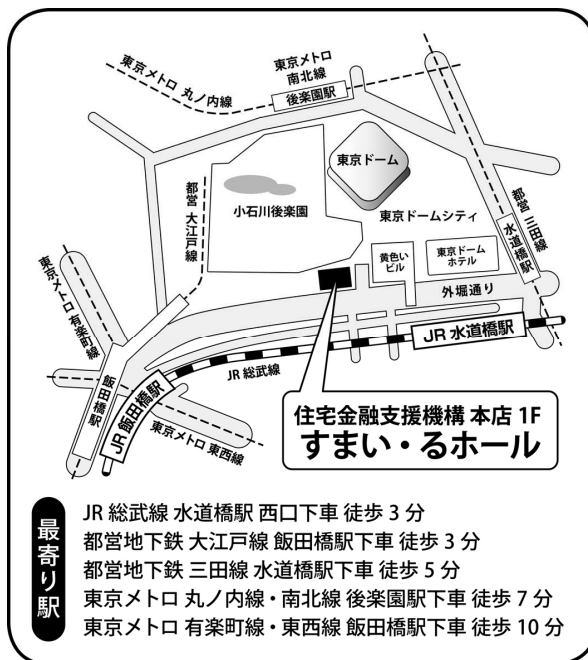 東京メトロ 丸ノ内線
東京メトロ
南北線
後楽園駅
東京ドーム
都営 大江戸線
小石川後楽園
東京ドームシティ
都営 三田線
水道橋駅
黄色い
ビル
東京ドーム
ホテル
外堀通り
東京メトロ 有楽町線
JR 水道橋駅
JR 総武線
飯田橋駅
JR 飯田橋駅
東京メトロ 東西線
住宅金融支援機構 本店 1F
すまい・るホール
最寄り駅
JR 総武線 水道橋駅 西口下車 徒歩 3 分
都営地下鉄 大江戸線 飯田橋駅下車 徒歩 3 分
都営地下鉄 三田線 水道橋駅下車 徒歩 5 分
東京メトロ 丸ノ内線・南北線 後楽園駅下車 徒歩 7 分
東京メトロ 有楽町線・東西線 飯田橋駅下車 徒歩 10 分